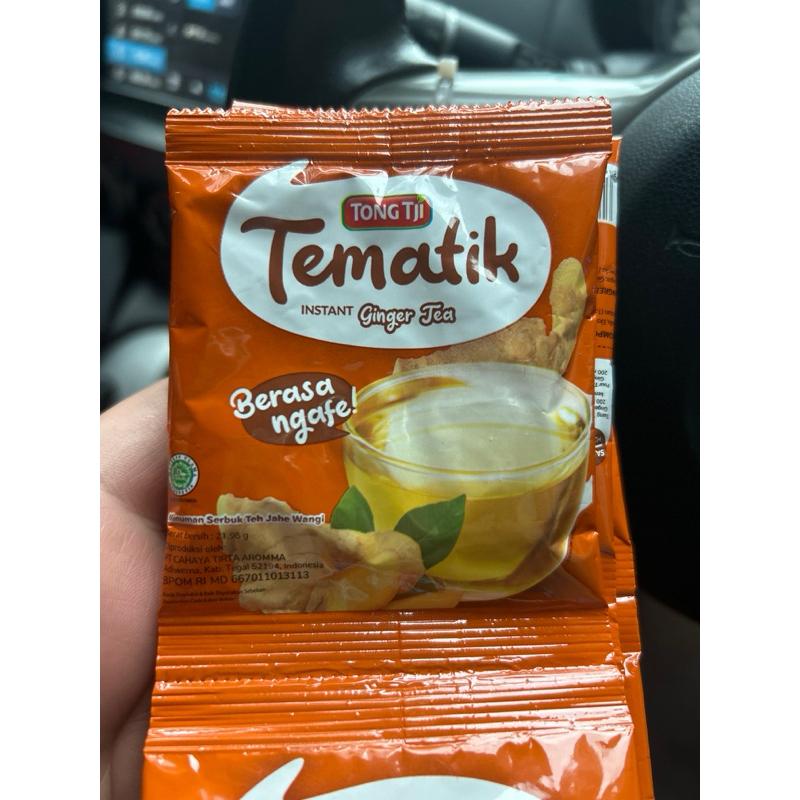 TONG TJI
Tematik
INSTANT Ginger Tea
Berasa
ngafe!
Minuman Serbuk Teh Jahe Wangi
Berat bersih : 21,96 g
Diproduksi oleh
PT CAHAYA TIRTA AROMMA
Adiwerna, Kab. Tegal 52194, Indonesia
BPOM RI MD 667011013113